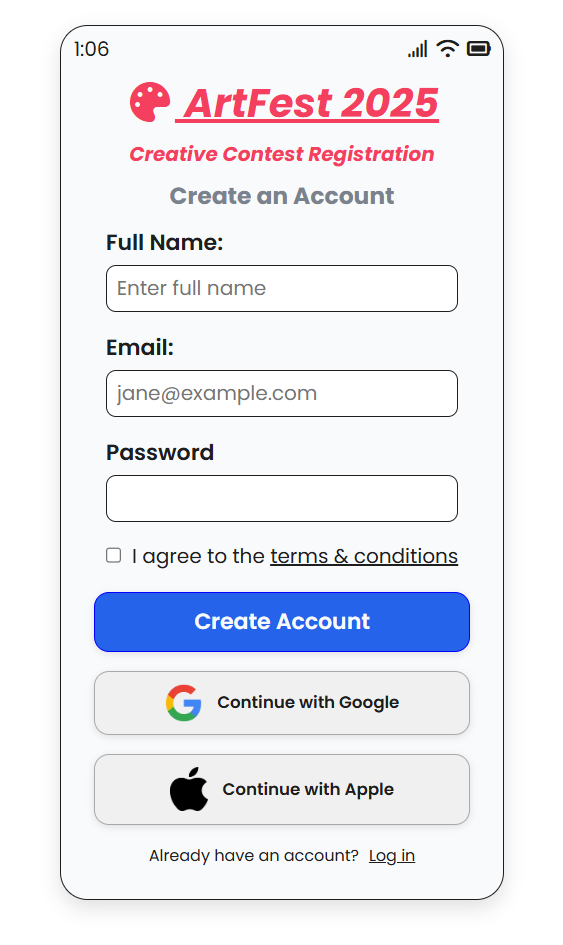 1:06
ArtFest 2025
Creative Contest Registration
Create an Account
Full Name:
Enter full name
Email:
jane@example.com
Password
I agree to the terms & conditions
Create Account
Continue with Google
Continue with Apple
Already have an account? Log in